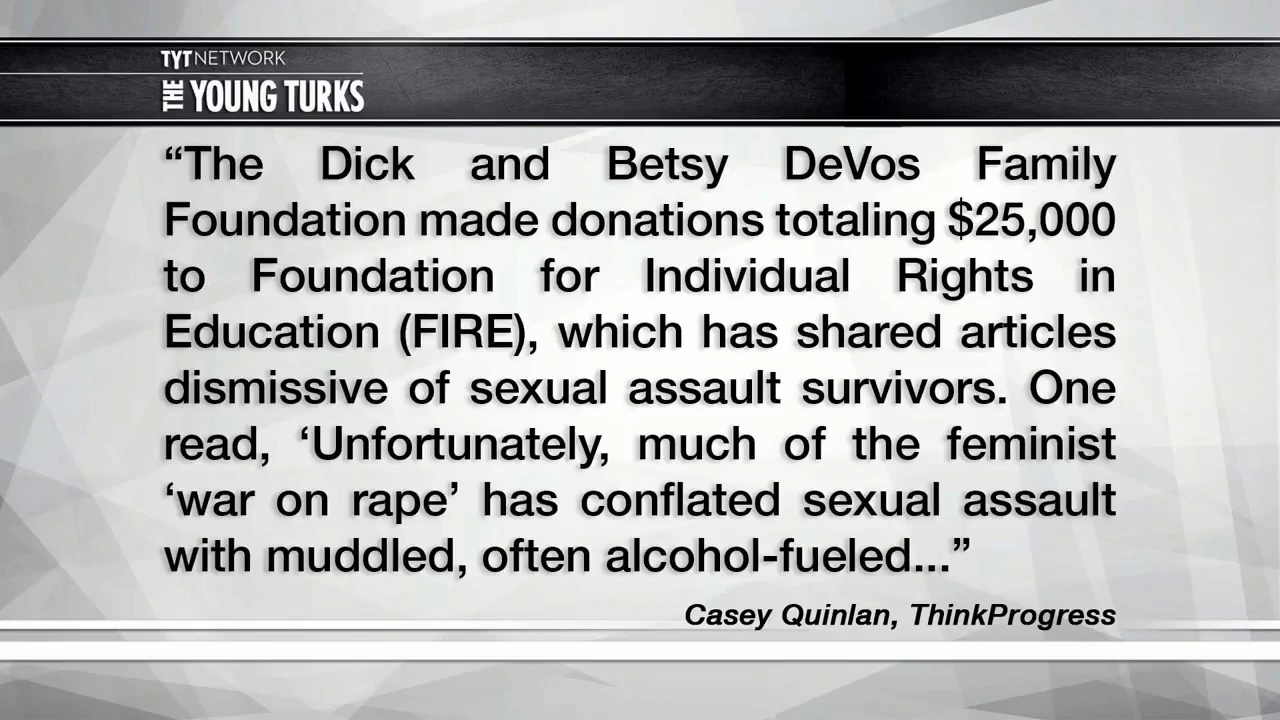 TYT NETWORK
THE YOUNG TURKS
“The Dick and Betsy DeVos Family
Foundation made donations totaling $25,000
to Foundation for Individual Rights in
Education (FIRE), which has shared articles
dismissive of sexual assault survivors. One
read, ‘Unfortunately, much of the feminist
‘war on rape’ has conflated sexual assault
with muddled, often alcohol-fueled...”
Casey Quinlan, ThinkProgress